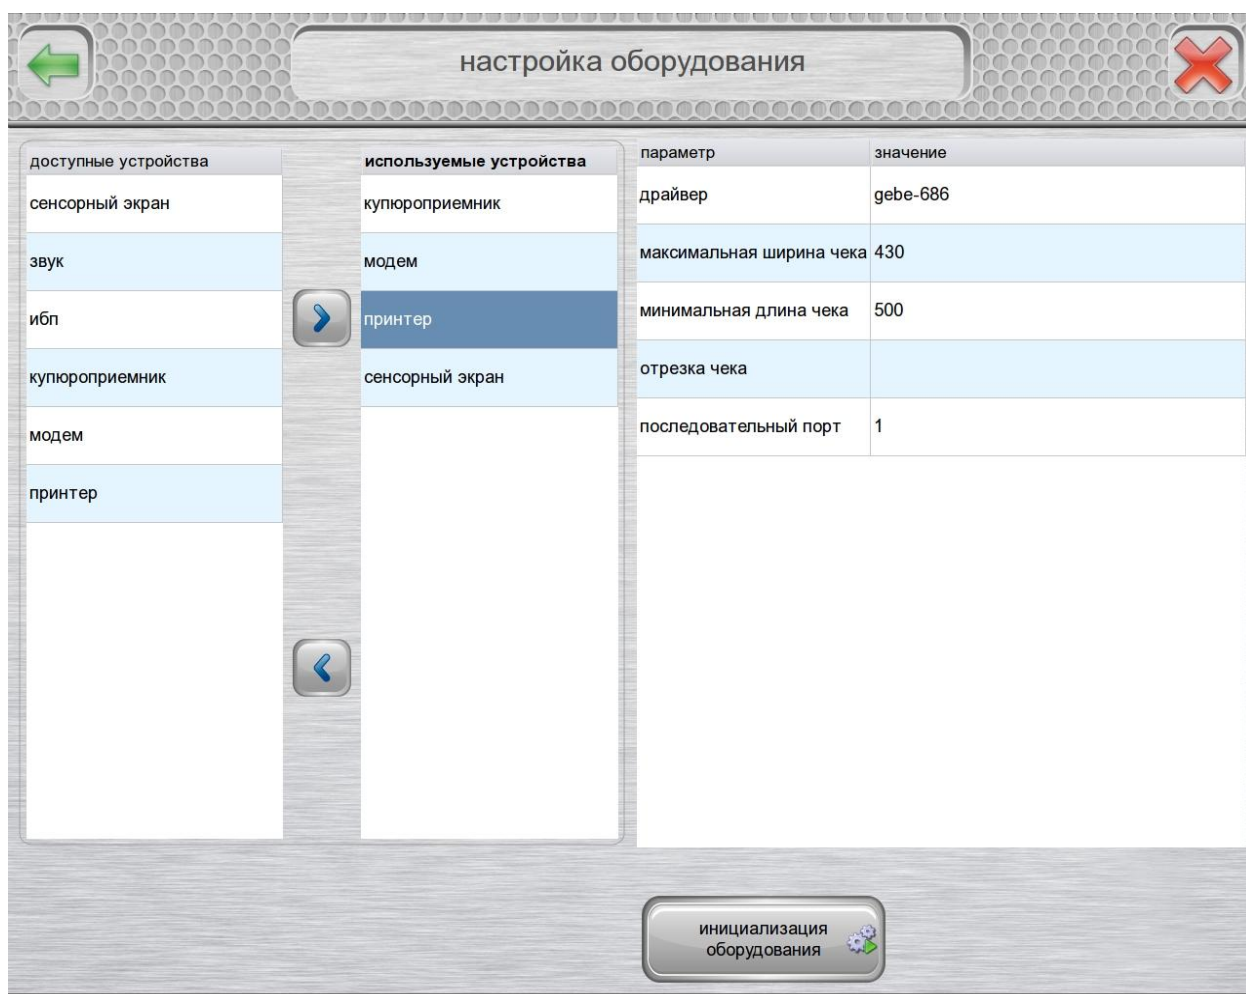 настройка оборудования
доступные устройства
сенсорный экран
звук
ибп
купюроприемник
модем
принтер
используемые устройства
купюроприемник
модем
принтер
сенсорный экран
параметр значение
драйвер gebe-686
максимальная ширина чека 430
минимальная длина чека 500
отрезка чека
последовательный порт 1
инициализация
оборудования